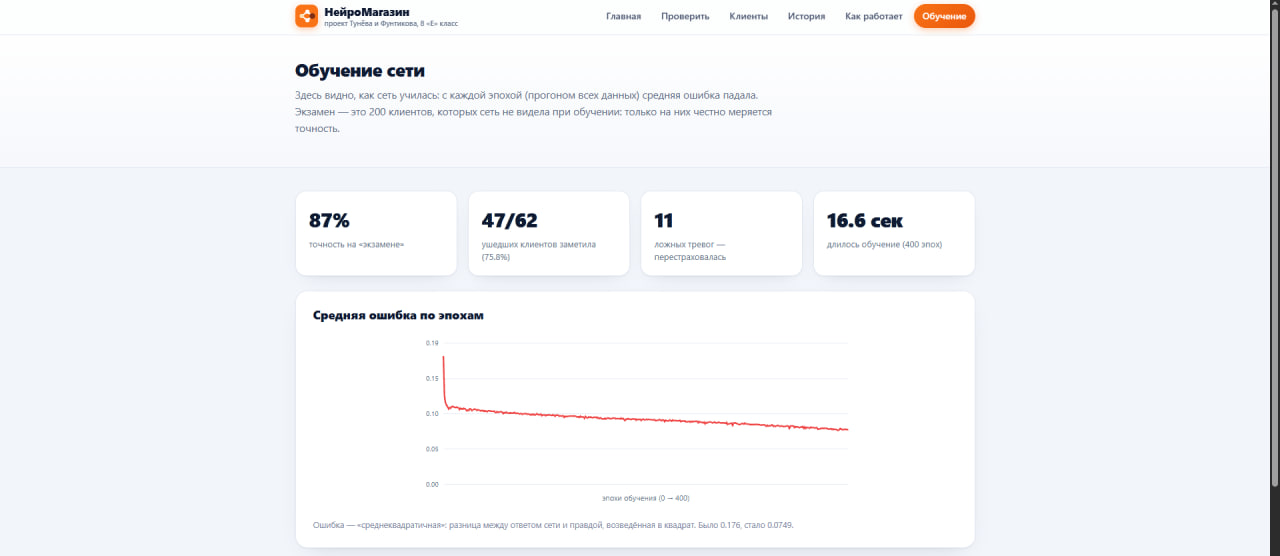 НейроМагазин
проект Тунёва и Фунтикова, 8 «Е» класс
Главная
Проверить
Клиенты
История
Как работает
Обучение
Обучение сети
Здесь видно, как сеть училась: с каждой эпохой (прогоном всех данных) средняя ошибка падала.
Экзамен — это 200 клиентов, которых сеть не видела при обучении: только на них честно меряется
точность.
87%
точность на «экзамене»
47/62
ушедших клиентов заметила
(75.8%)
11
ложных тревог —
перестраховалась
16.6 сек
длилось обучение (400 эпох)
Средняя ошибка по эпохам
0.19
0.15
0.10
0.05
0.00
эпохи обучения (0 → 400)
Ошибка — «среднеквадратичная»: разница между ответом сети и правдой, возведённая в квадрат. Было 0.176, стало 0.0749.